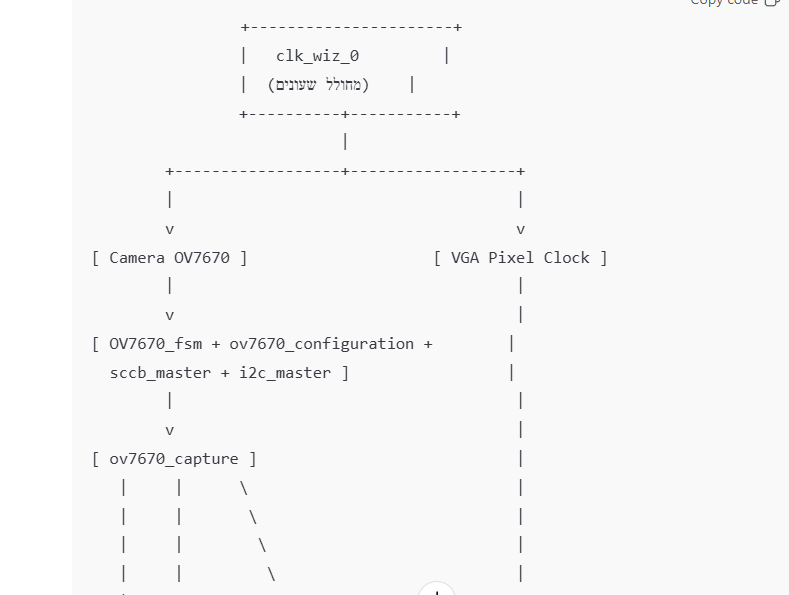 Copy code
+----------------------+
|   clk_wiz_0         |
|  (מחולל שעונים)    |
+----------+-----------+
|
+------------------+------------------+
|                                     |
v                                     v
[ Camera OV7670 ]                    [ VGA Pixel Clock ]
|                                     |
v                                     |
[ OV7670_fsm + ov7670_configuration +        |
sccb_master + i2c_master ]                 |
|                                     |
v                                     |
[ ov7670_capture ]                            |
|     |      \                             |
|     |       \                            |
|     |        \                           |
|     |         \                          |